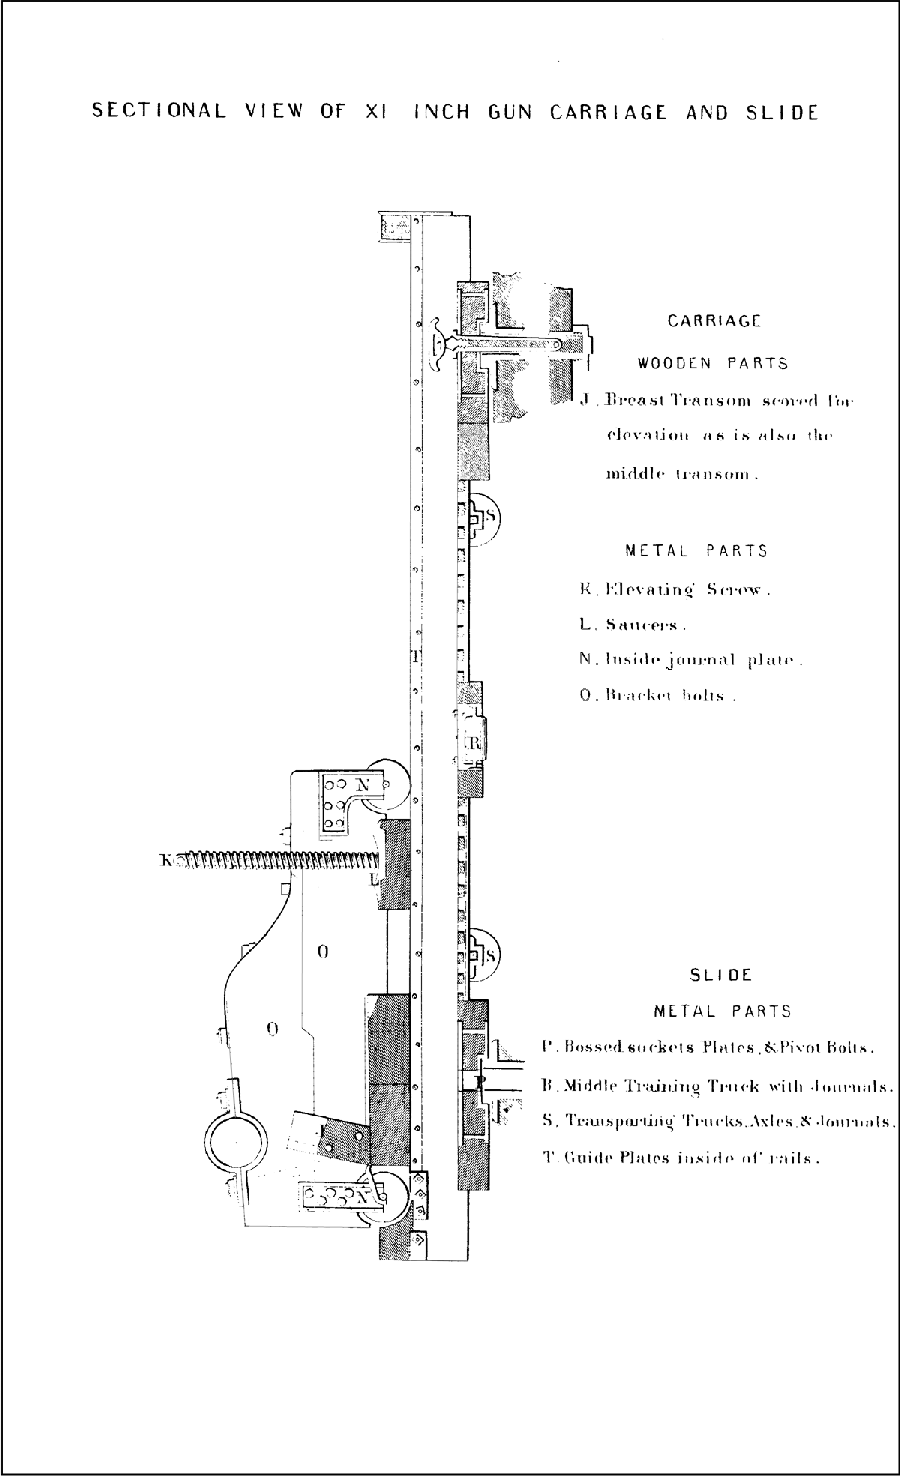 SECTIONAL VIEW OF XI INCH GUN CARRIAGE AND SLIDE
CARRIAGE
WOODEN PARTS
J. Breast Transom scored for
elevation as is also the
middle transom.
METAL PARTS
K. Elevating Screw.
L. Saucers.
N. Inside journal plate.
O. Bracket bolts.
SLIDE
METAL PARTS
P. Bossed sockets Plates, & Pivot Bolts.
R. Middle Training Truck with Journals.
S. Transporting Trucks, Axles, & Journals.
T. Guide Plates inside of rails.
S
T
R
N
K
L
O
S
O
P
N